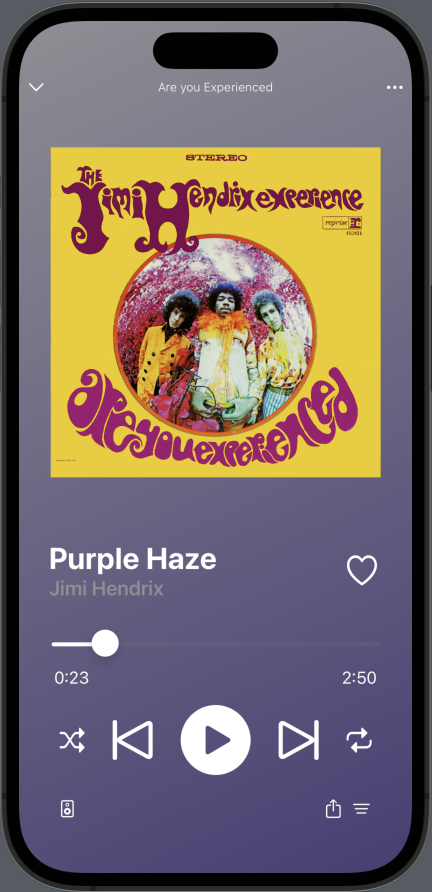 Are you Experienced
STEREO
THE
Jimi Hendrix experience
reprise
are you experienced
Purple Haze
Jimi Hendrix
0:23
2:50